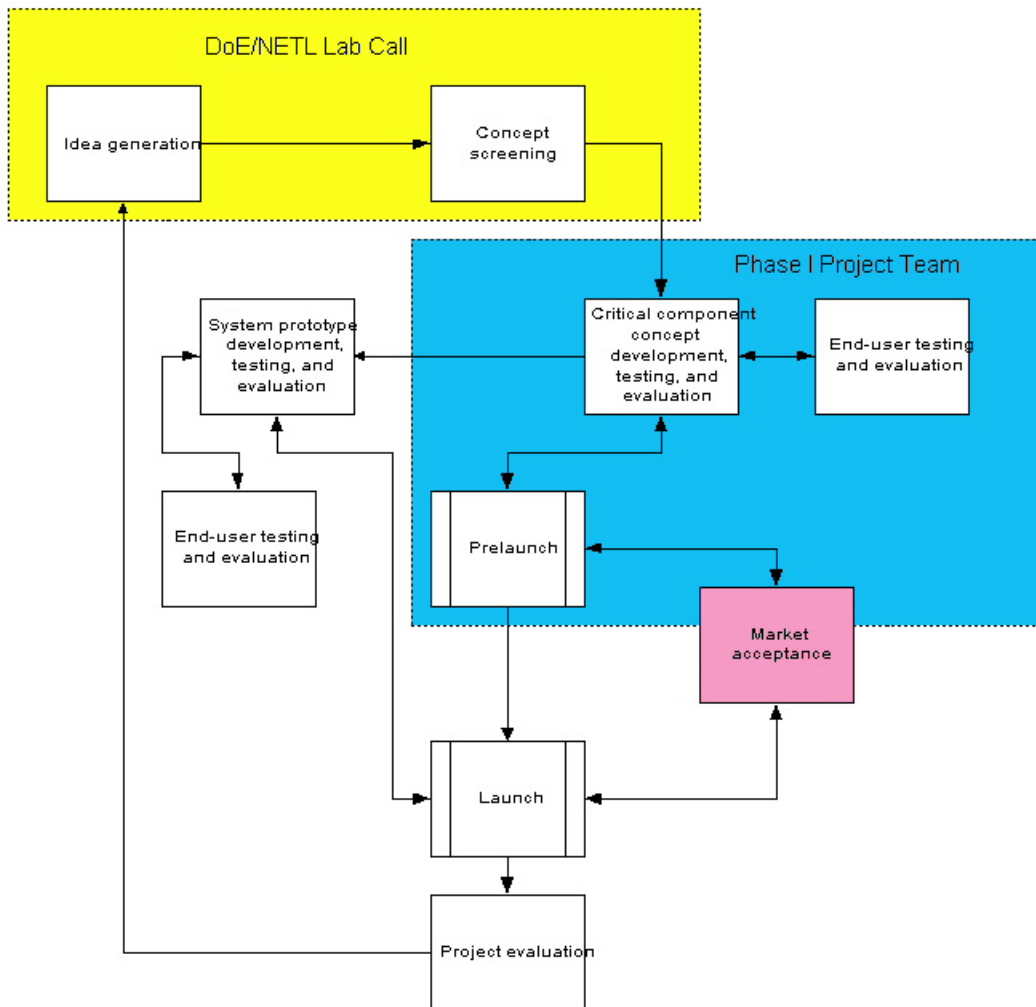 DoE/NETL Lab Call
Idea generation
Concept
screening
Phase I Project Team
System prototype
development,
testing, and
evaluation
Critical component
concept
development,
testing, and
evaluation
End-user testing
and evaluation
End-user testing
and evaluation
Prelaunch
Market
acceptance
Launch
Project evaluation